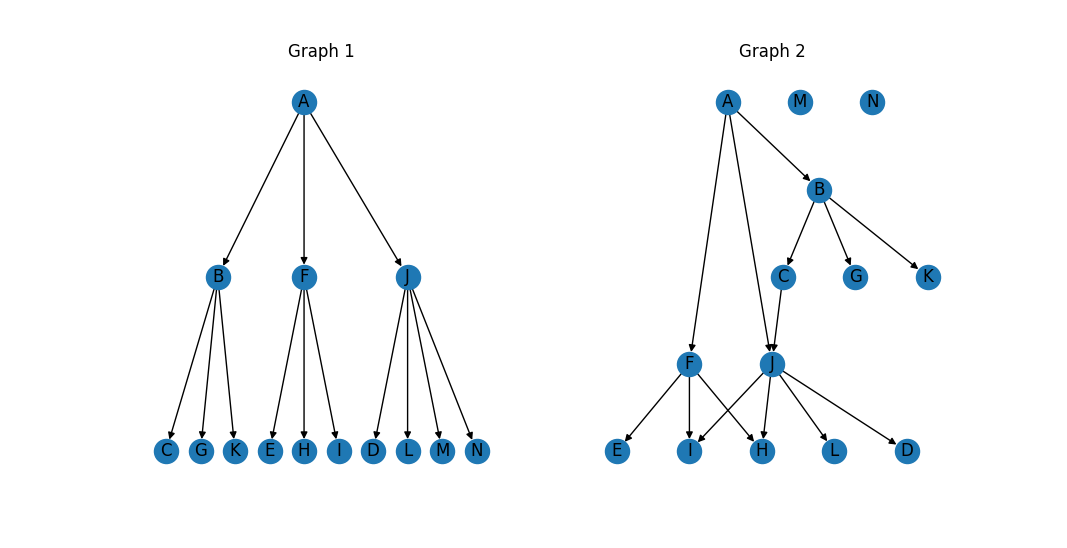 Graph 1
Graph 2
A
A M N
B
B F J
C G K
F J
C G K E H I D L M N
E I H L D